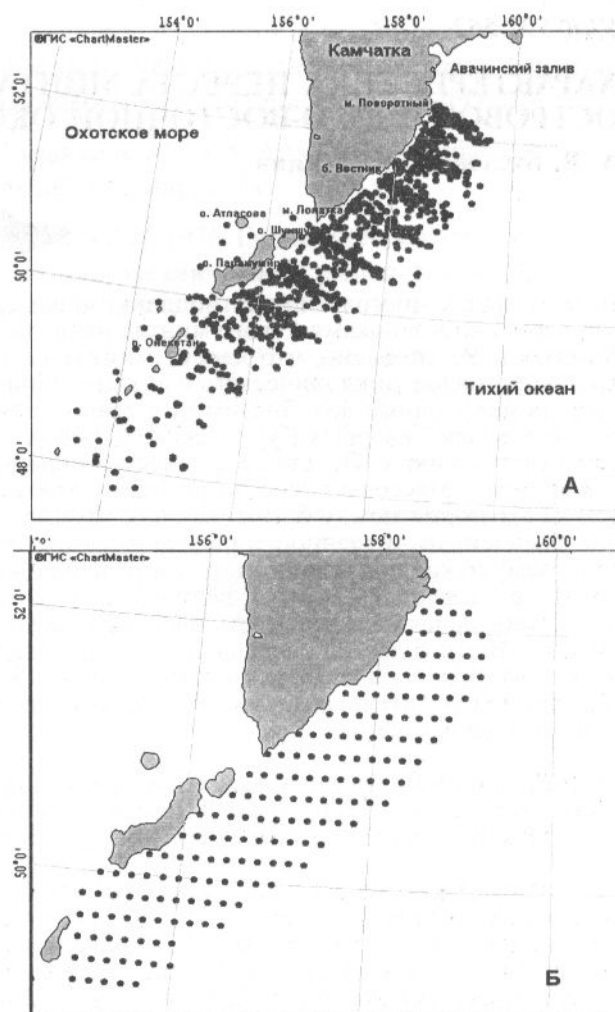 ©ГИС «ChartMaster»
154°0'
156°0'
158°0'
160°0'
52°0'
50°0'
48°0'
Камчатка
Авачинский залив
м. Поворотный
Охотское море
б. Вестник
о. Атласова
м. Лопатка
о. Шумшу
о. Парамушир
о. Онекотан
Тихий океан
А
©ГИС «ChartMaster»
156°0'
158°0'
160°0'
52°0'
50°0'
Б